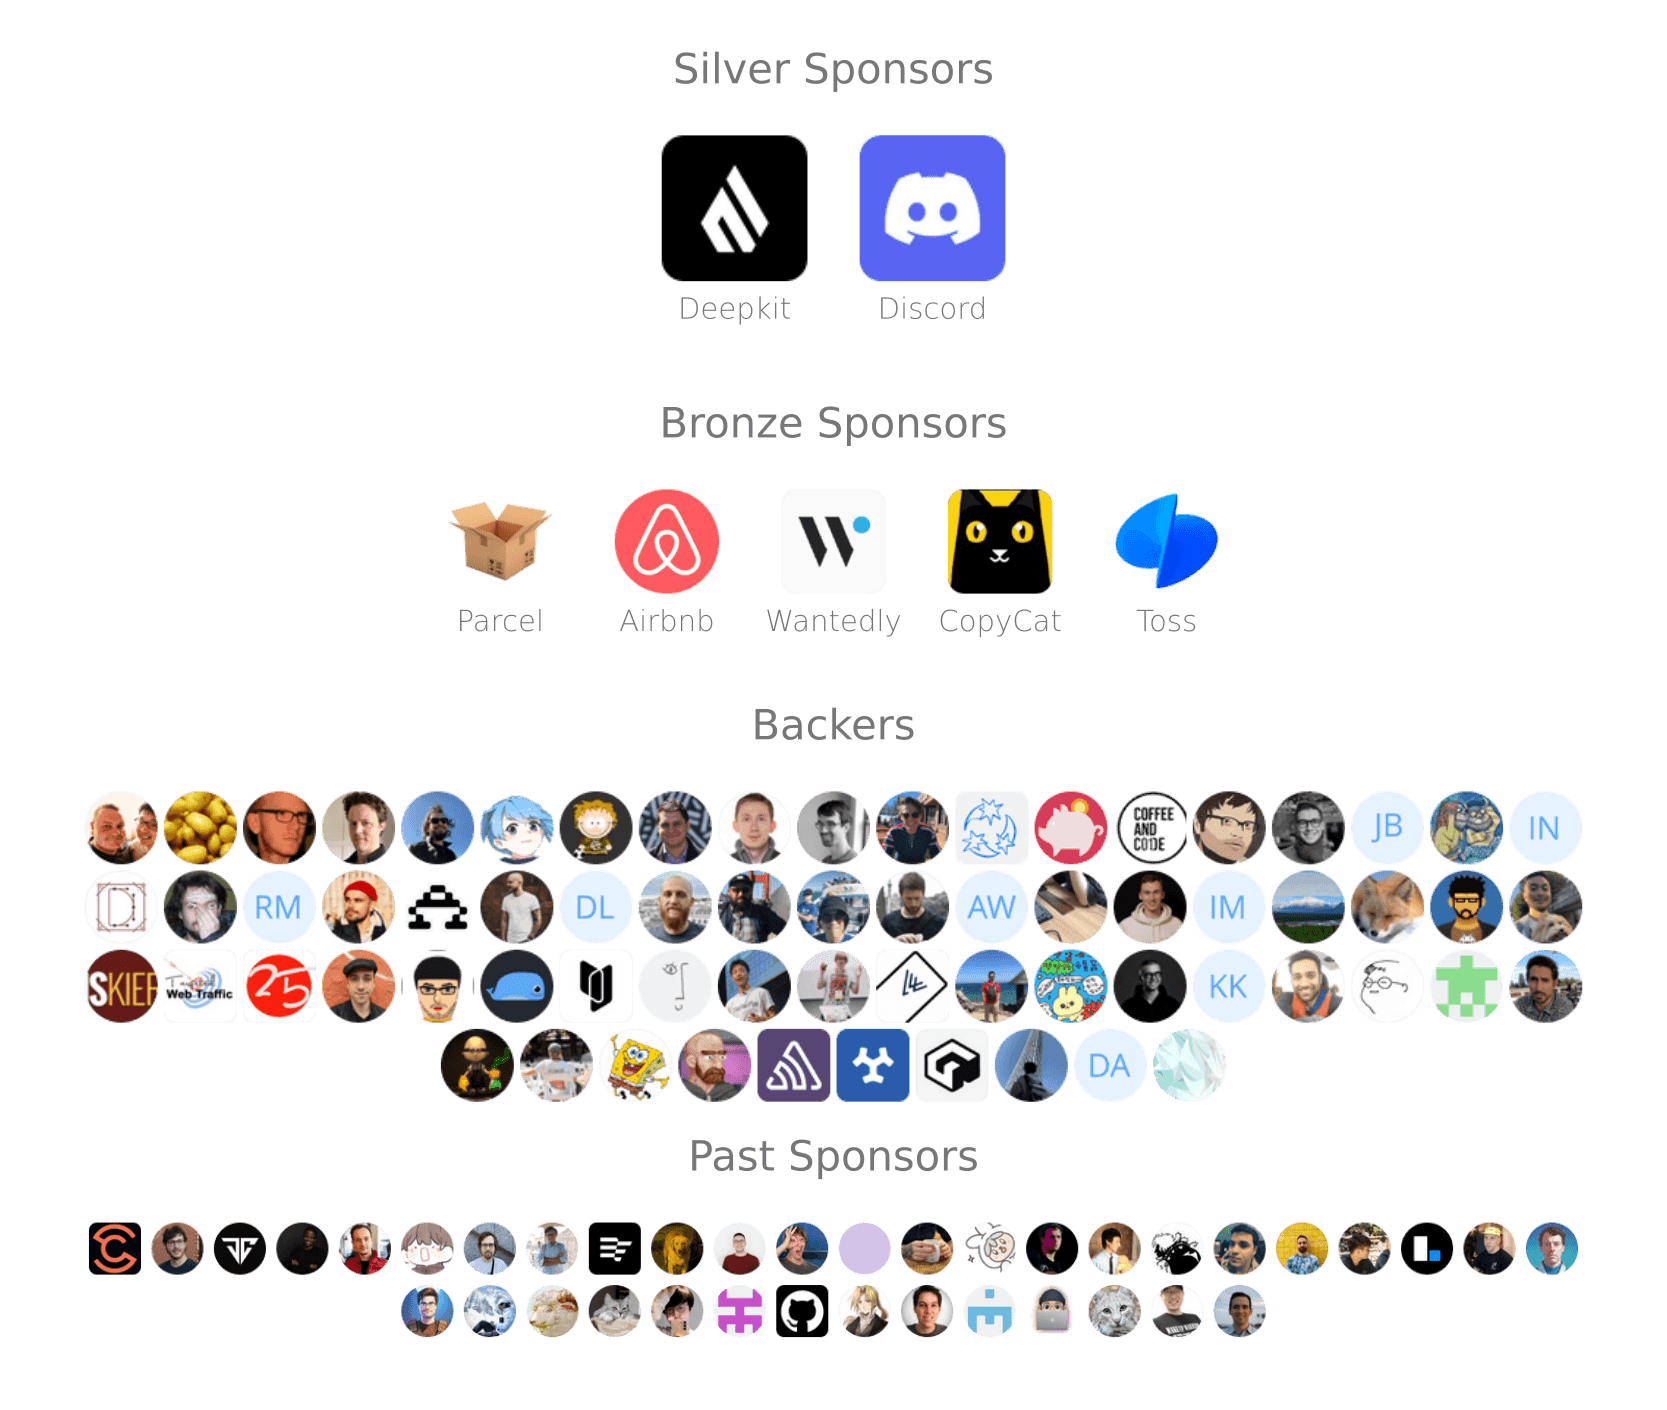 Silver Sponsors
Deepkit Discord
Bronze Sponsors
Parcel Airbnb Wantedly CopyCat Toss
Backers
COFFEE
AND
CODE
JB IN
RM DL AW IM
SKIFF
Web Traffic
25
KK
DA
Past Sponsors